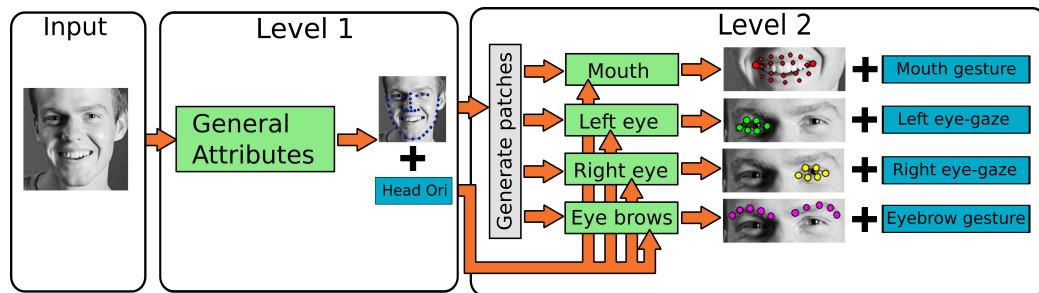 Input
Level 1
Level 2
General
Attributes
Head Ori
Generate patches
Mouth
Mouth gesture
Left eye
Left eye-gaze
Right eye
Right eye-gaze
Eye brows
Eyebrow gesture